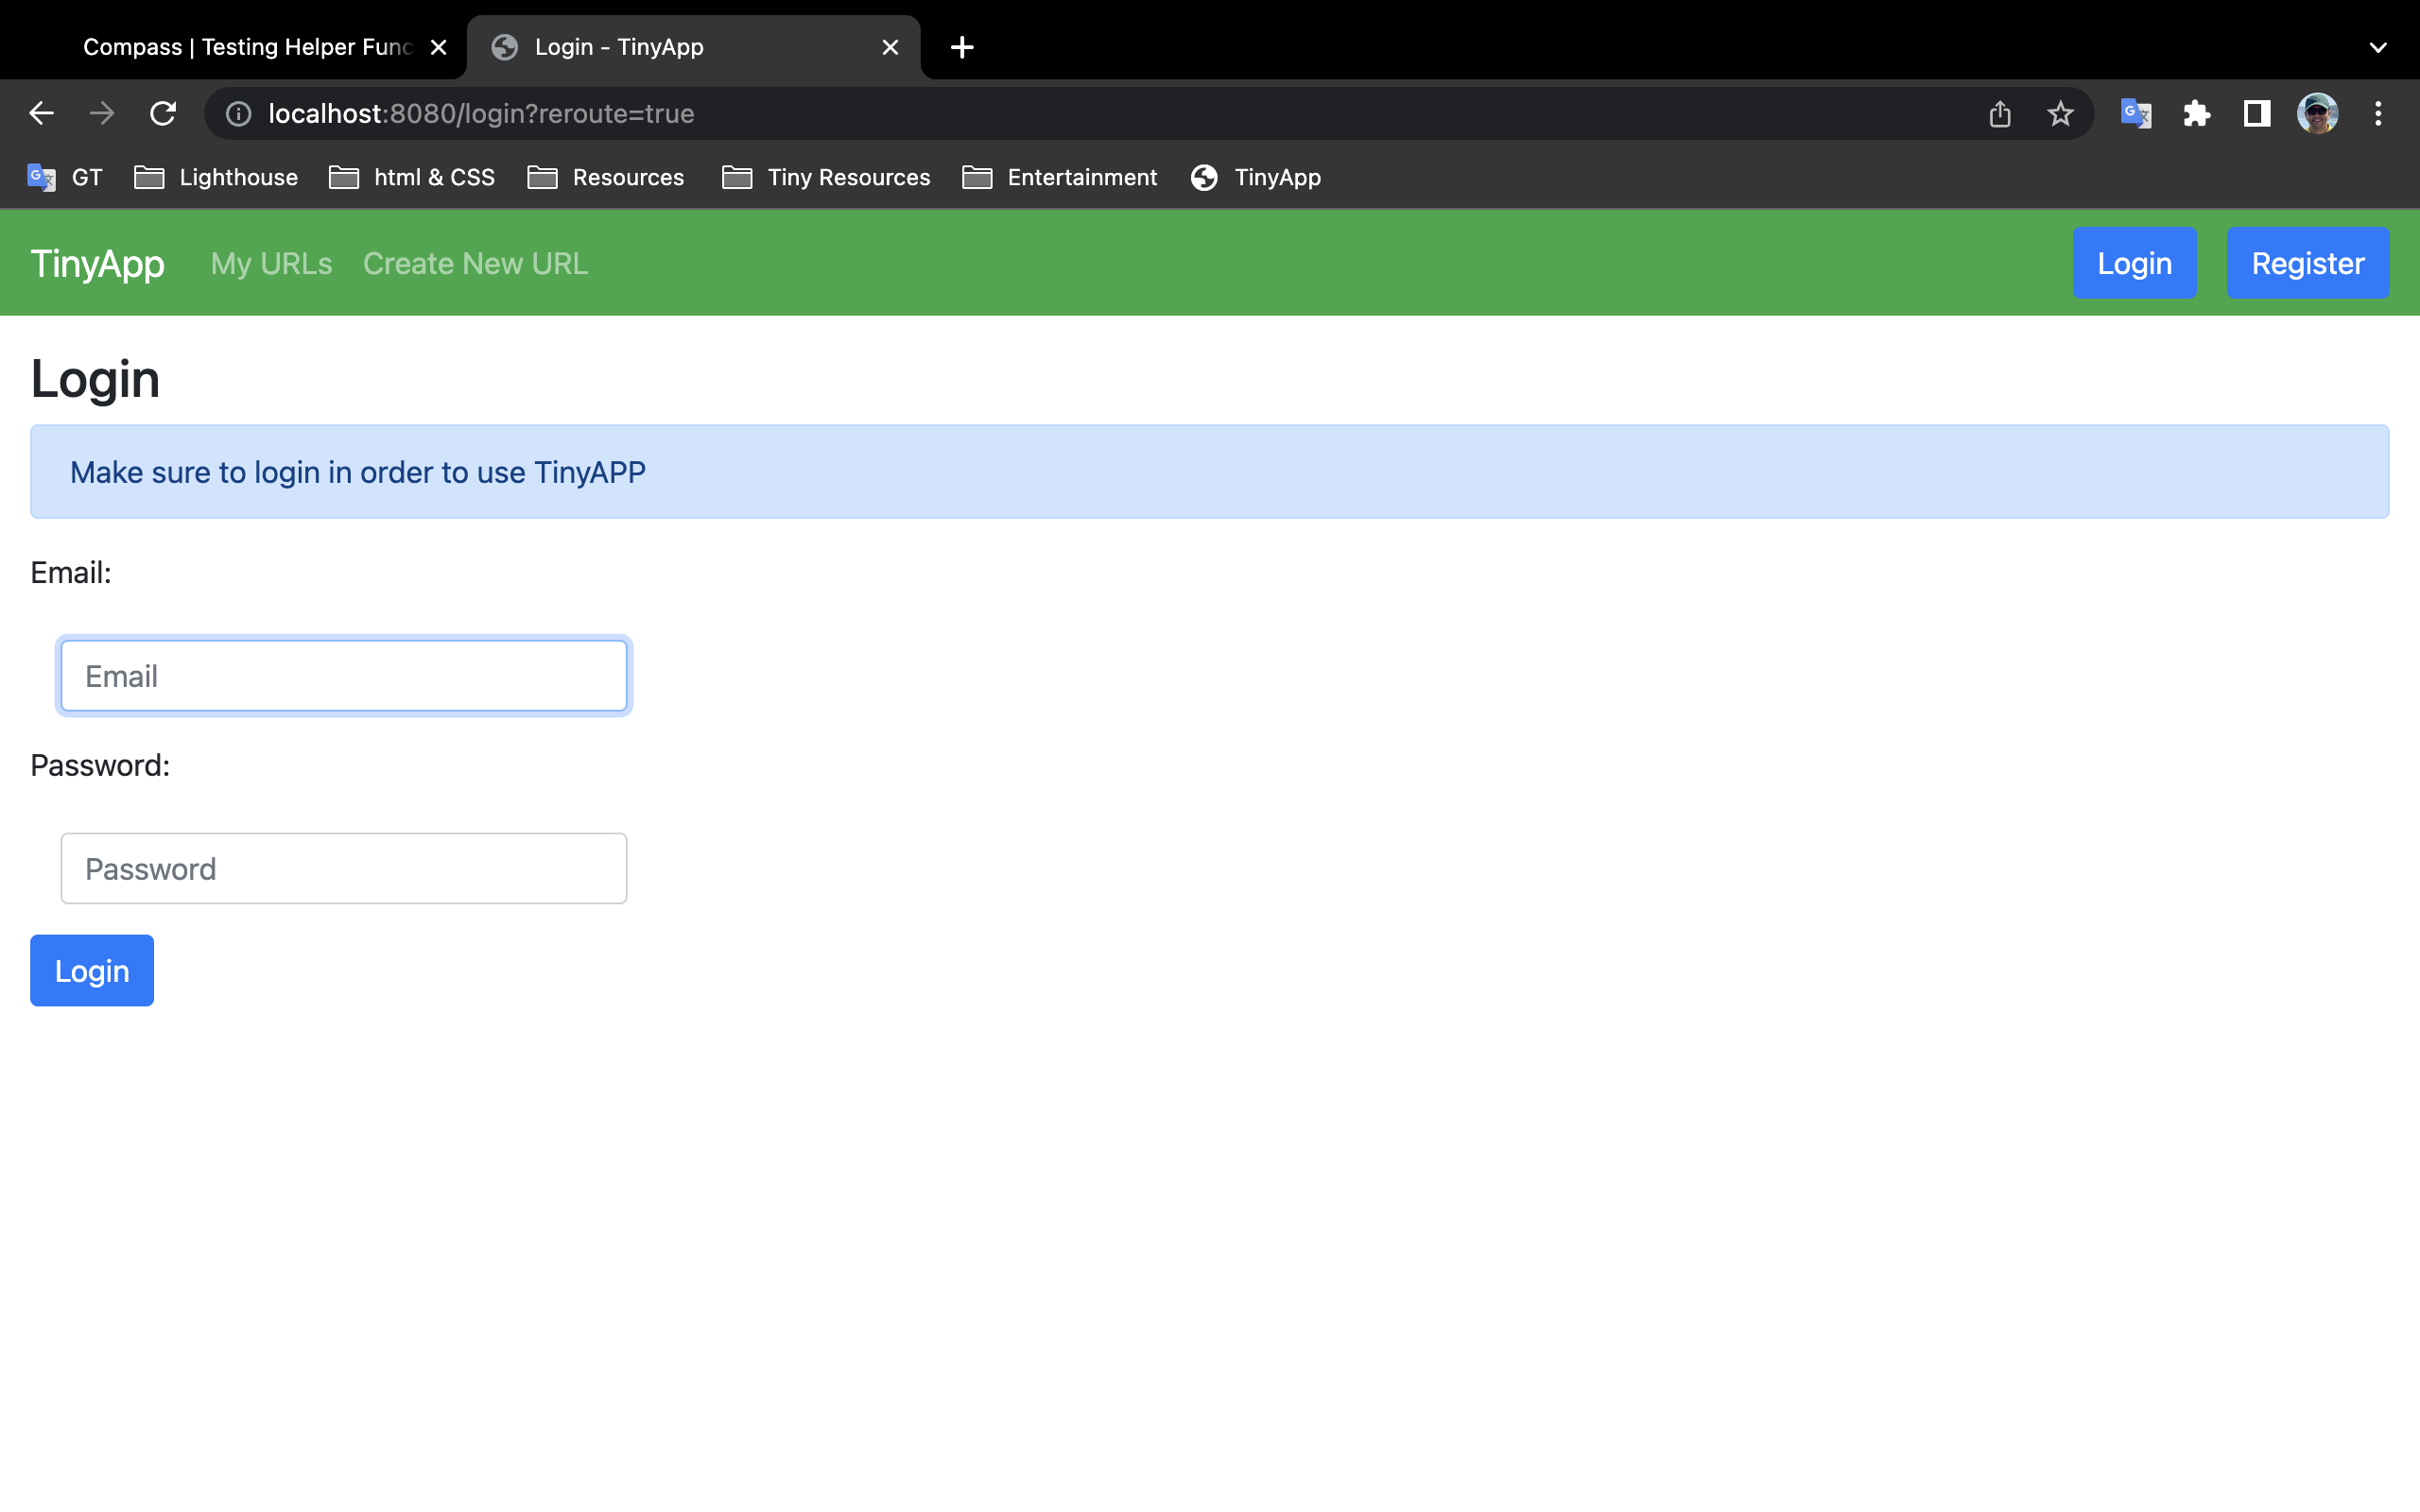 Compass | Testing Helper Func
Login - TinyApp
localhost:8080/login?reroute=true
GT Lighthouse html & CSS Resources Tiny Resources Entertainment TinyApp
TinyApp My URLs Create New URL Login Register
Login
Make sure to login in order to use TinyAPP
Email:
Email
Password:
Password
Login